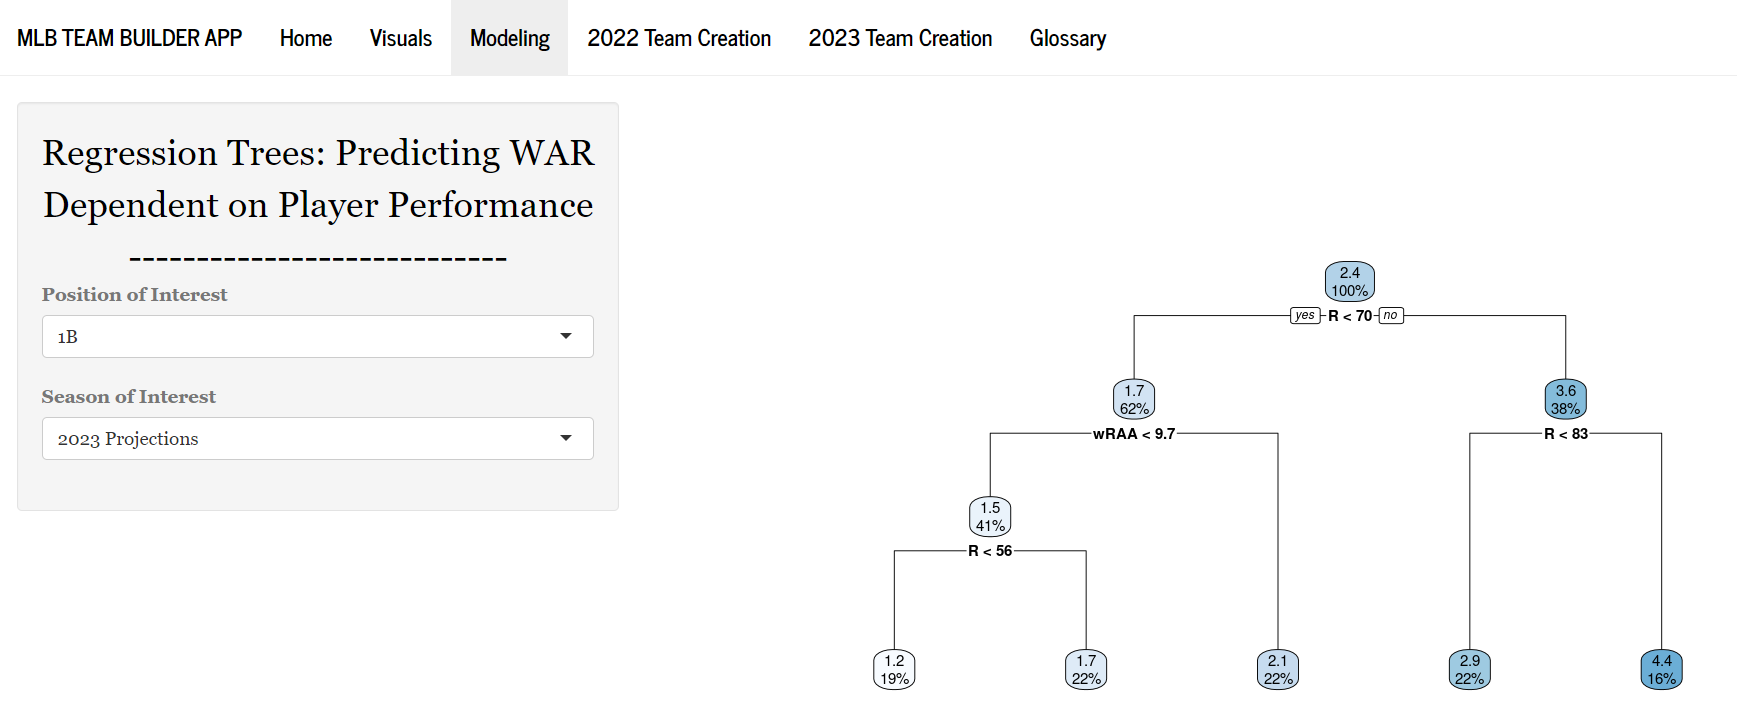 MLB TEAM BUILDER APP Home Visuals Modeling 2022 Team Creation 2023 Team Creation Glossary
Regression Trees: Predicting WAR
Dependent on Player Performance
----------------------------
Position of Interest
1B
Season of Interest
2023 Projections
2.4
100%
yes R < 70 no
1.7
62%
3.6
38%
wRAA < 9.7
R < 83
1.5
41%
R < 56
1.2
19%
1.7
22%
2.1
22%
2.9
22%
4.4
16%